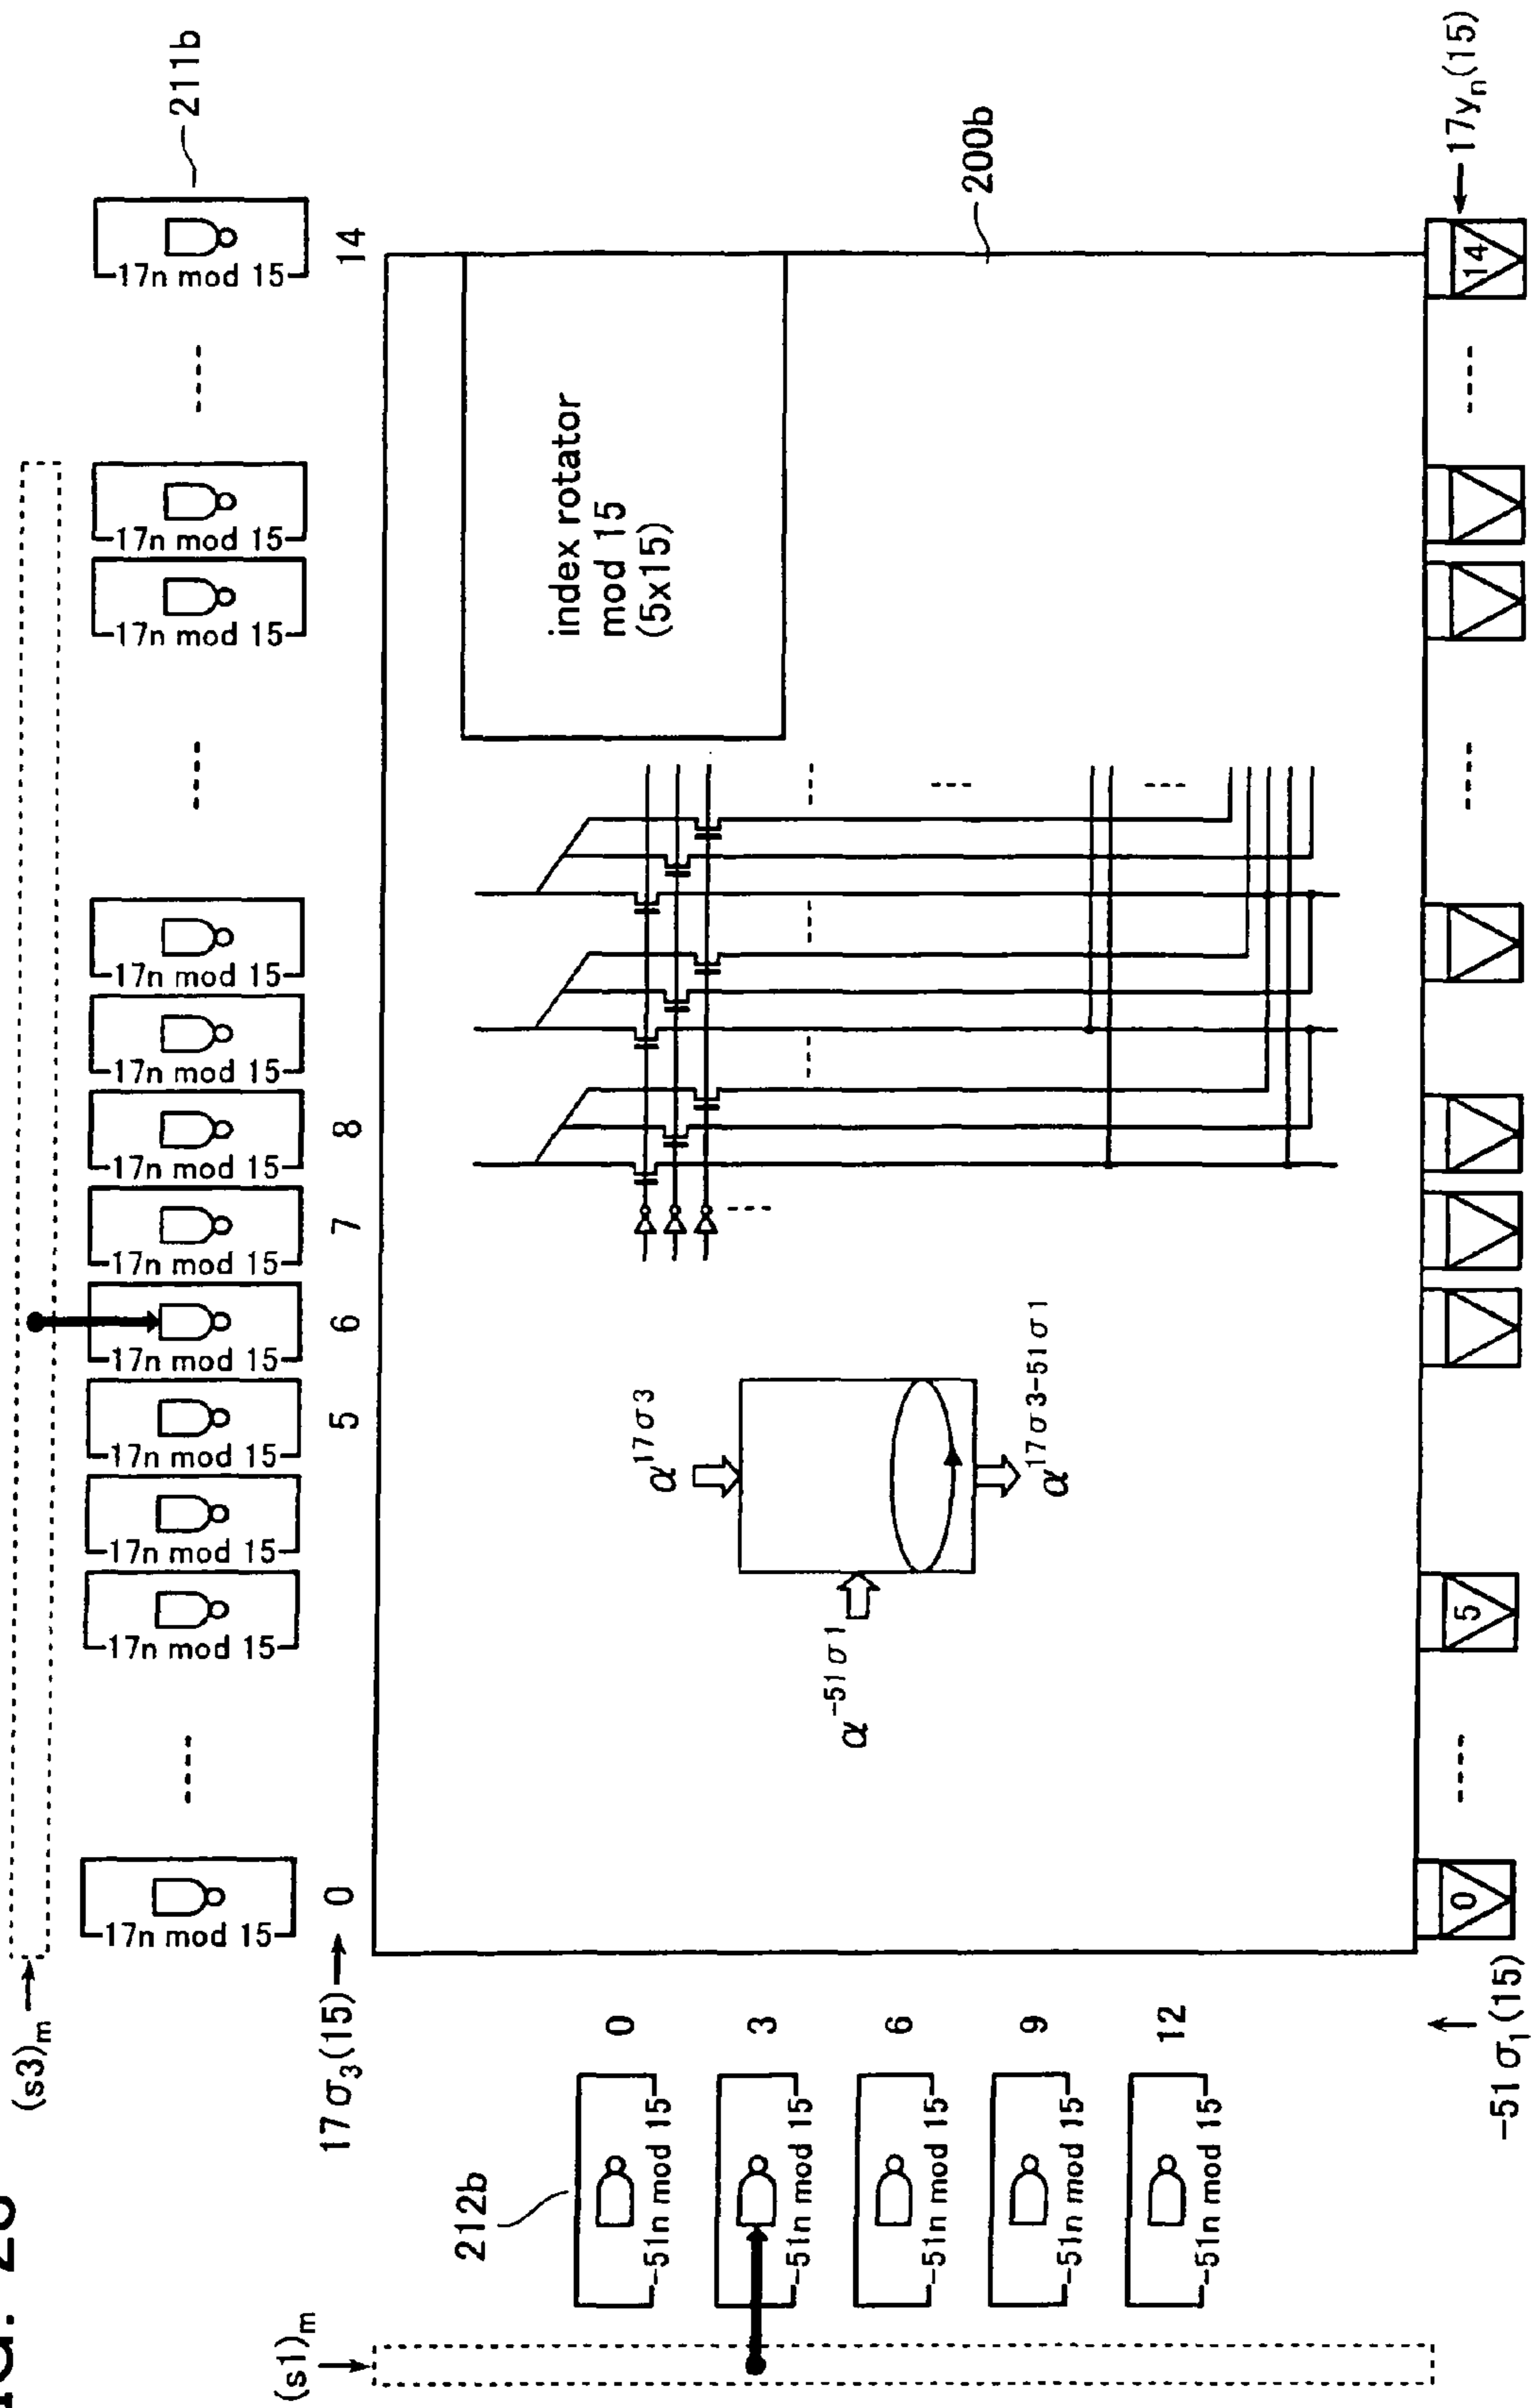 (s3)m
17n mod 15 ---- 17n mod 15 17n mod 15 17n mod 15 17n mod 15 17n mod 15 17n mod 15 17n mod 15 17n mod 15 ---- 17n mod 15 17n mod 15 ---- 17n mod 15
211b
17σ3(15) 0 5 6 7 8 14
(s1)m
212b
-51n mod 15 0
-51n mod 15 3
-51n mod 15 6
-51n mod 15 9
-51n mod 15 12
α17σ3
α-51σ1
α17σ3-51σ1
index rotator
mod 15
(5x15)
200b
-51σ1(15)
0 ---- 5 ---- ---- 14
17yn(15)